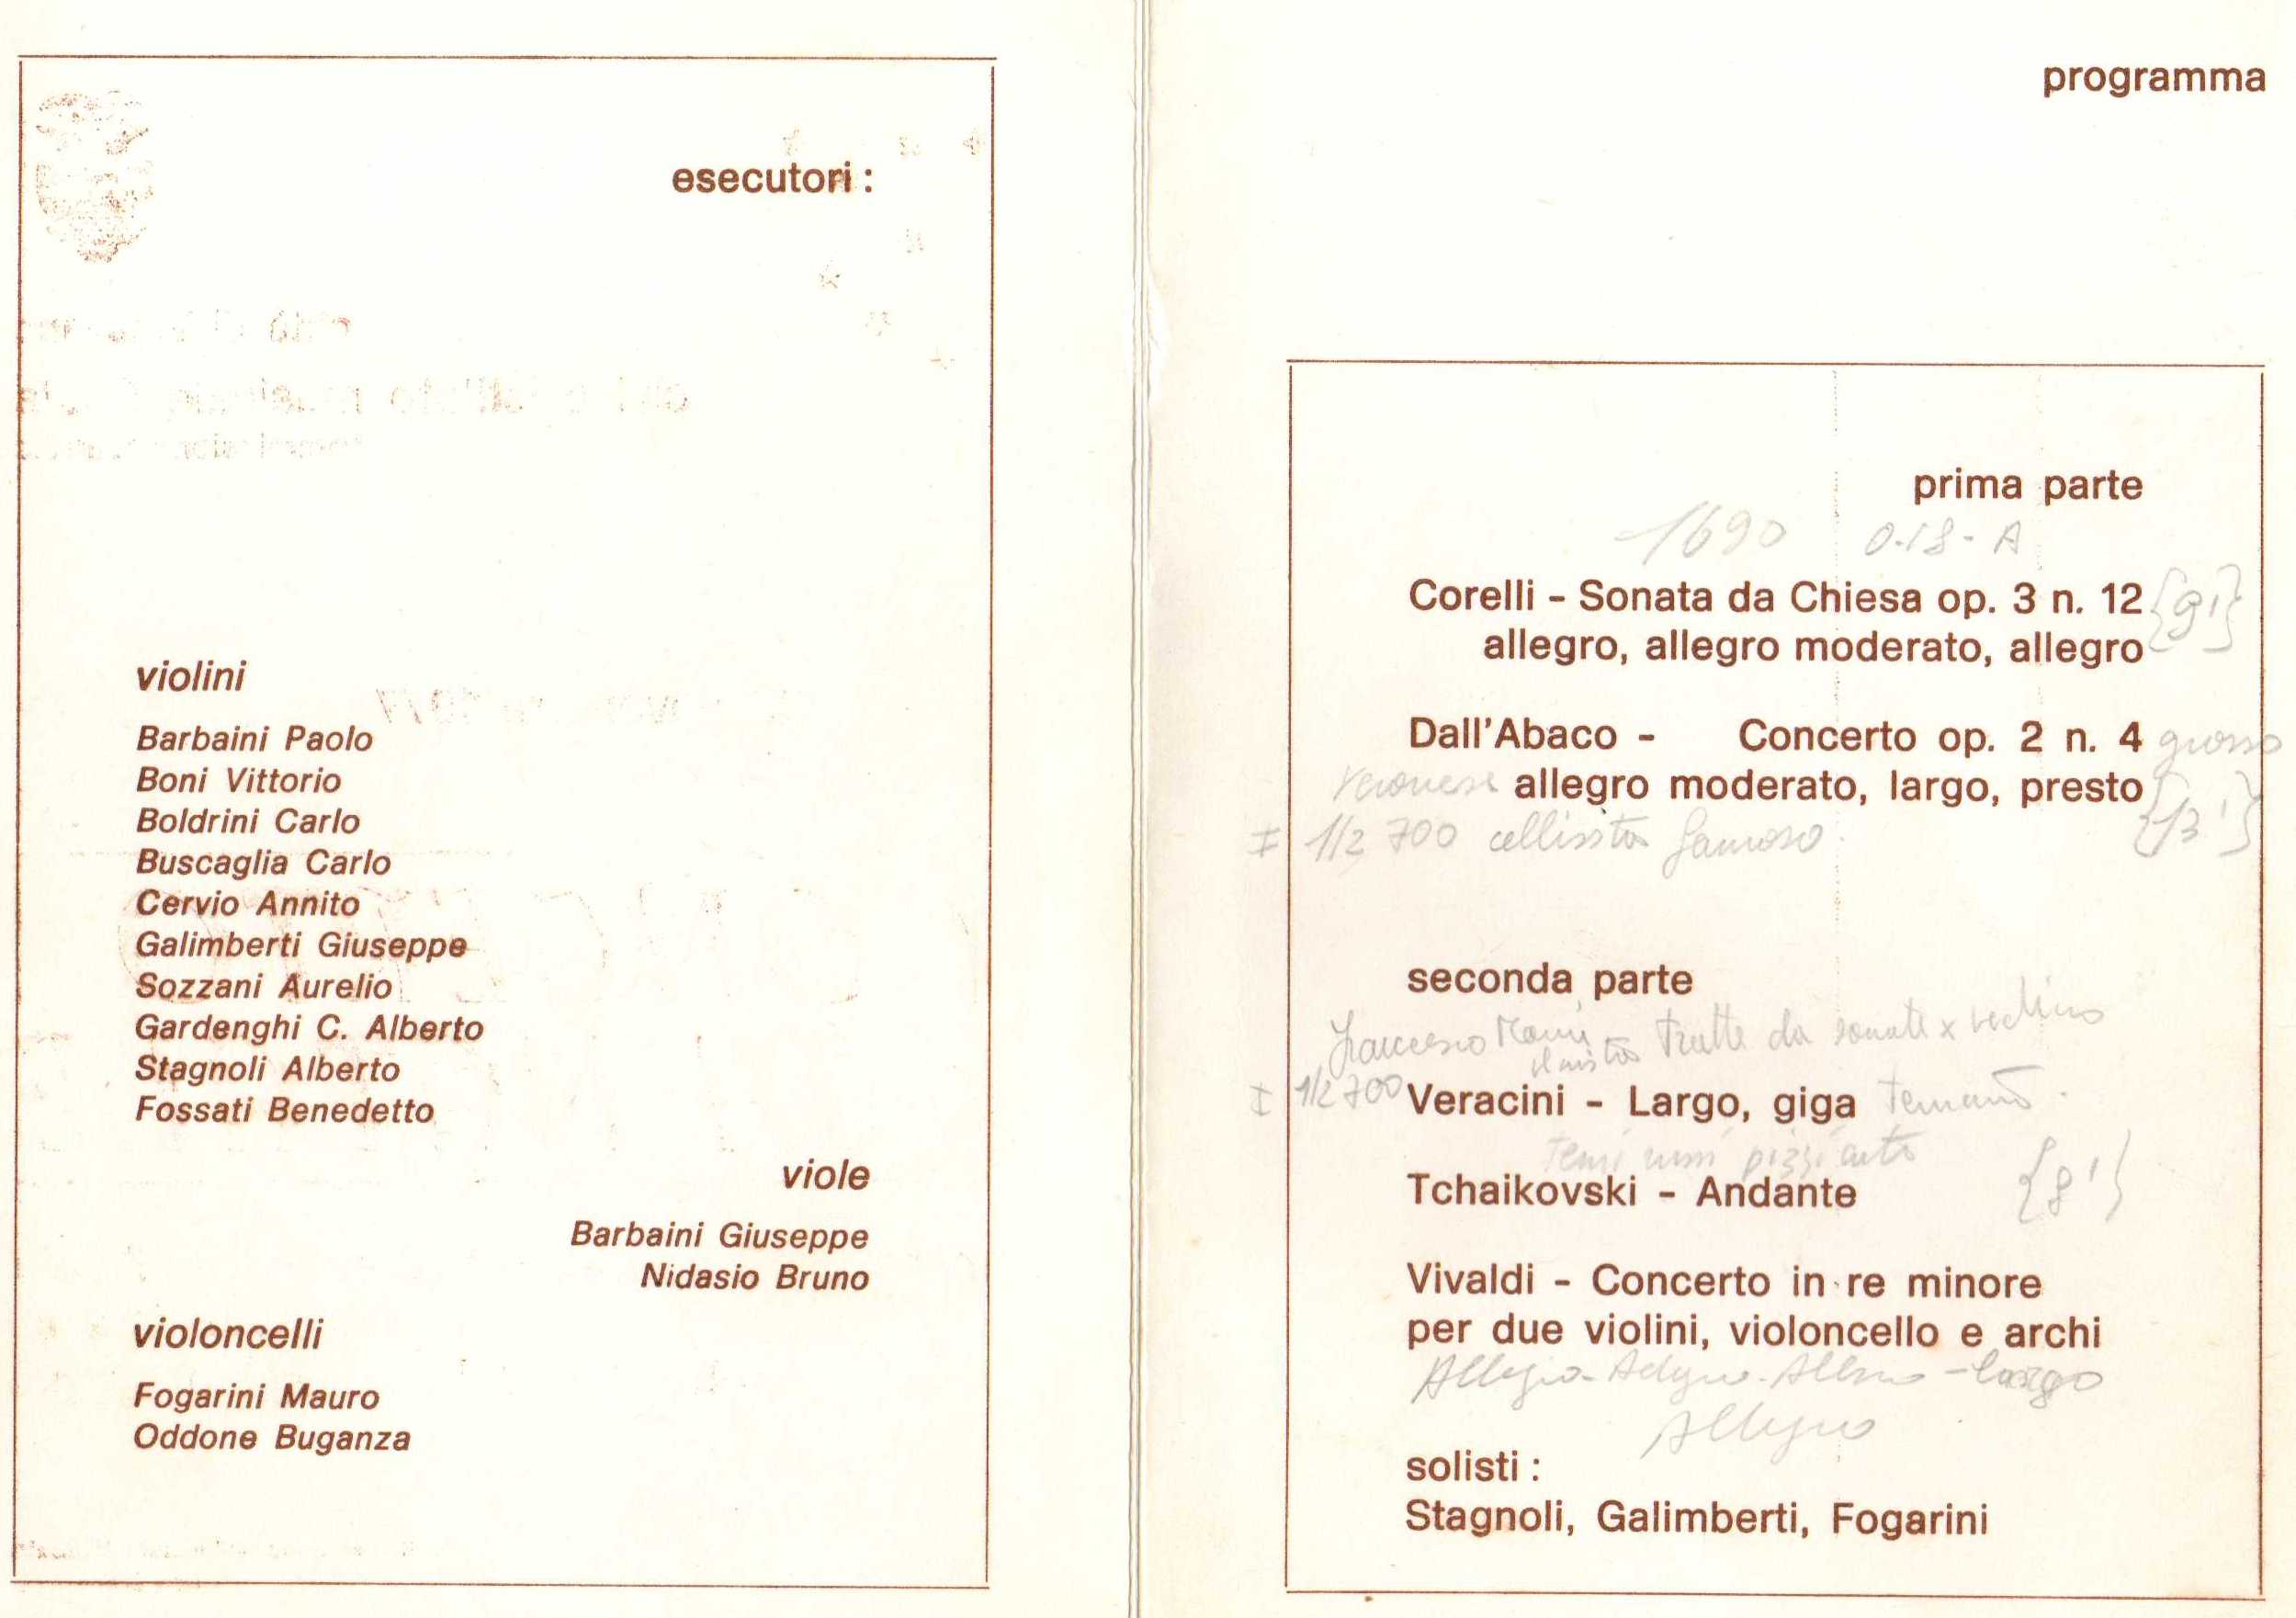 esecutori :
violini
Barbaini Paolo
Boni Vittorio
Boldrini Carlo
Buscaglia Carlo
Cervio Annito
Galimberti Giuseppe
Sozzani Aurelio
Gardenghi C. Alberto
Stagnoli Alberto
Fossati Benedetto
viole
Barbaini Giuseppe
Nidasio Bruno
violoncelli
Fogarini Mauro
Oddone Buganza
programma
prima parte
1690
Corelli - Sonata da Chiesa op. 3 n. 12
allegro, allegro moderato, allegro
Dall'Abaco - Concerto op. 2 n. 4 grosso
veronese allegro moderato, largo, presto
I 1/2 700 cellista famoso {13'}
seconda parte
Francesco tratte da sonate x violino
I 1/2 700 Veracini - Largo, giga
temi pizzicato
Tchaikovski - Andante {8'}
Vivaldi - Concerto in re minore
per due violini, violoncello e archi
Allegro - Adagio - Allegro - largo
Allegro
solisti :
Stagnoli, Galimberti, Fogarini